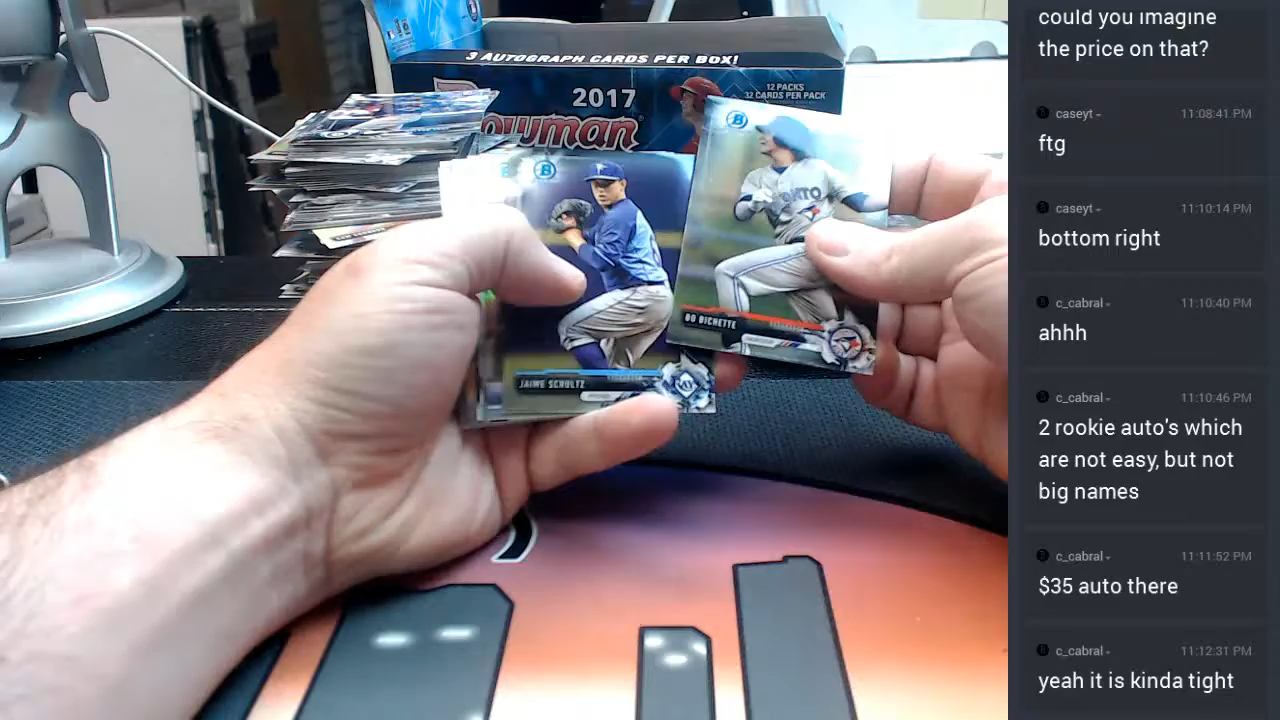 3 AUTOGRAPH CARDS PER BOX!
2017
12 PACKS
32 CARDS PER PACK
Bowman
B
B
BO BICHETTE
JAIME SCHULTZ
could you imagine
the price on that?
caseyt
11:08:41 PM
ftg
caseyt
11:10:14 PM
bottom right
c_cabral
11:10:40 PM
ahhh
c_cabral
11:10:46 PM
2 rookie auto's which
are not easy, but not
big names
c_cabral
11:11:52 PM
$35 auto there
c_cabral
11:12:31 PM
yeah it is kinda tight